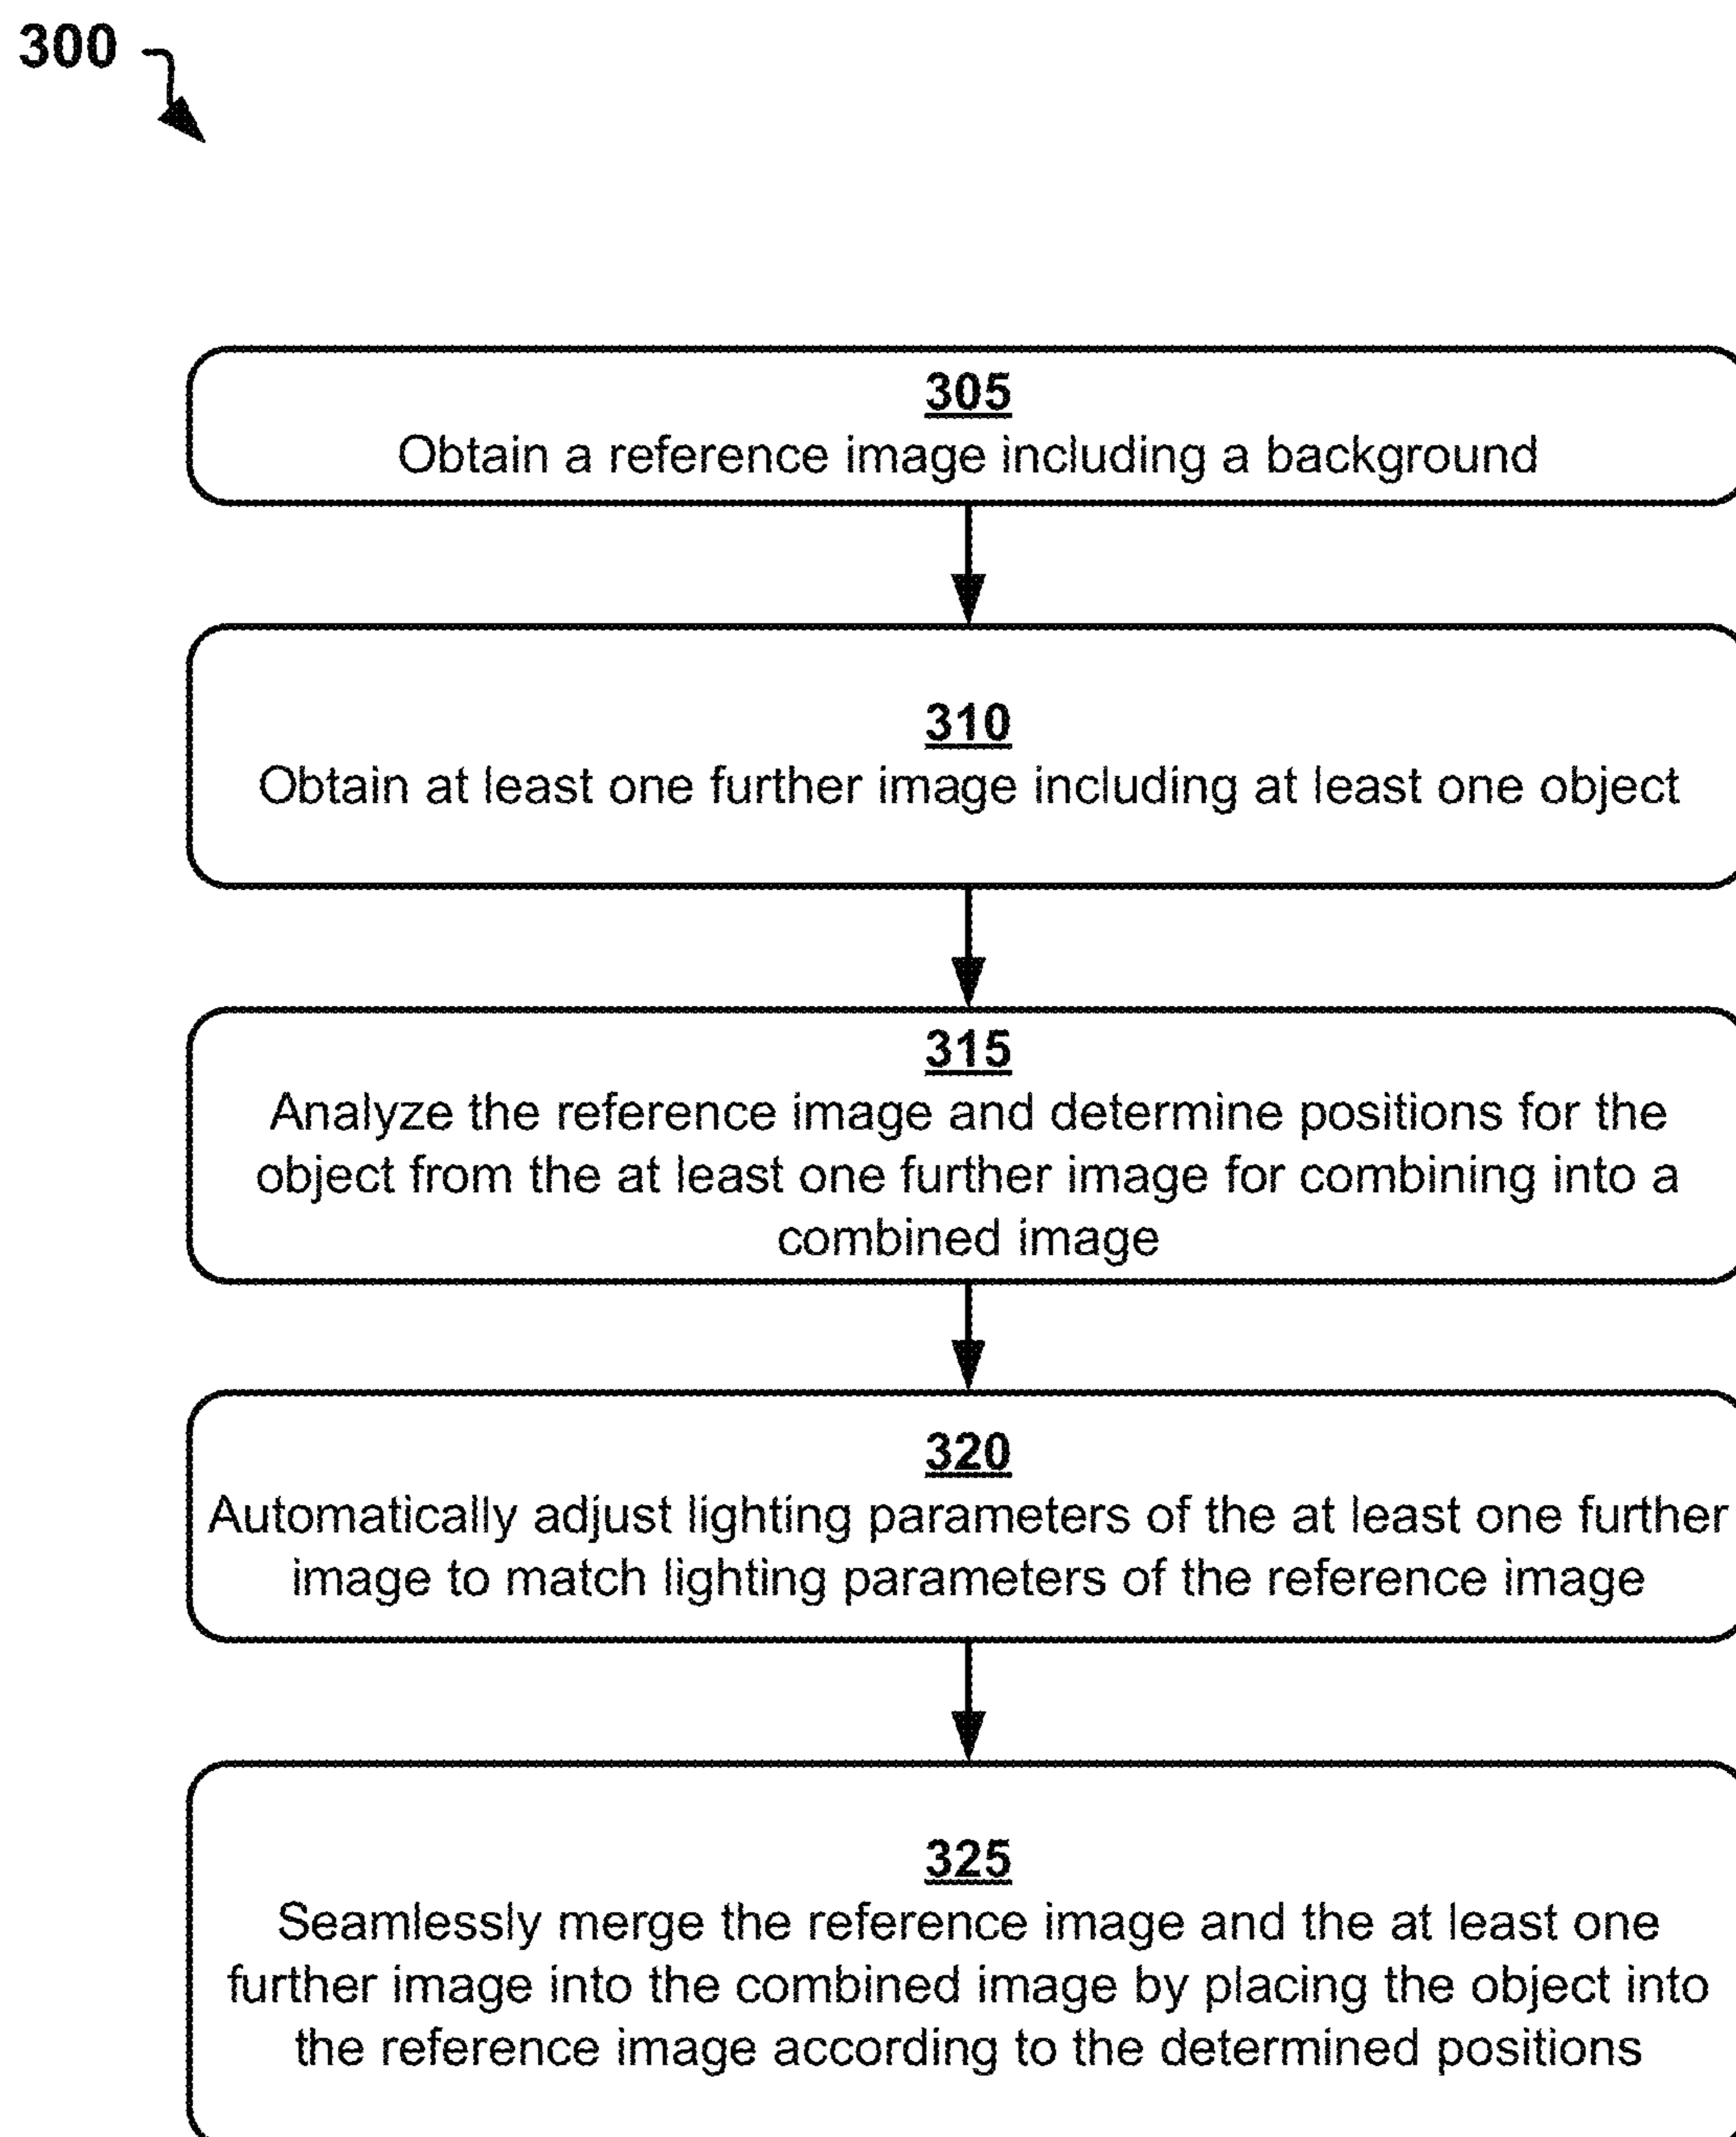 300
305
Obtain a reference image including a background
310
Obtain at least one further image including at least one object
315
Analyze the reference image and determine positions for the
object from the at least one further image for combining into a
combined image
320
Automatically adjust lighting parameters of the at least one further
image to match lighting parameters of the reference image
325
Seamlessly merge the reference image and the at least one
further image into the combined image by placing the object into
the reference image according to the determined positions